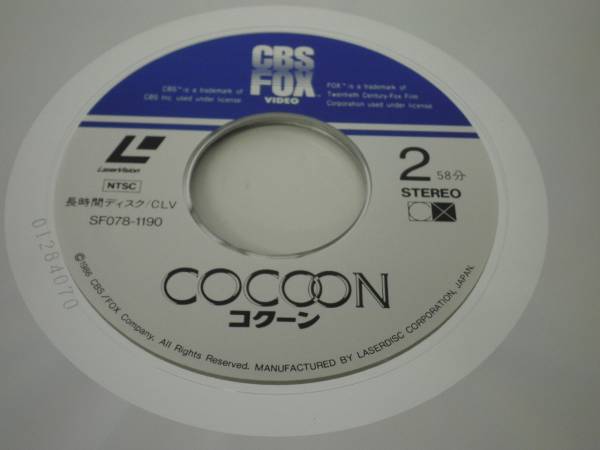 CBS
FOX
VIDEO
CBS™ is a trademark of
CBS Inc used under license
FOX™ is a trademark of
Twentieth Century-Fox Film
Corporation used under license.
LaserVision
NTSC
長時間ディスク/CLV
SF078-1190
2 58分
STEREO
COCOON
コクーン
©1986 CBS/FOX Company. All Rights Reserved. MANUFACTURED BY LASERDISC CORPORATION, JAPAN.
01284070